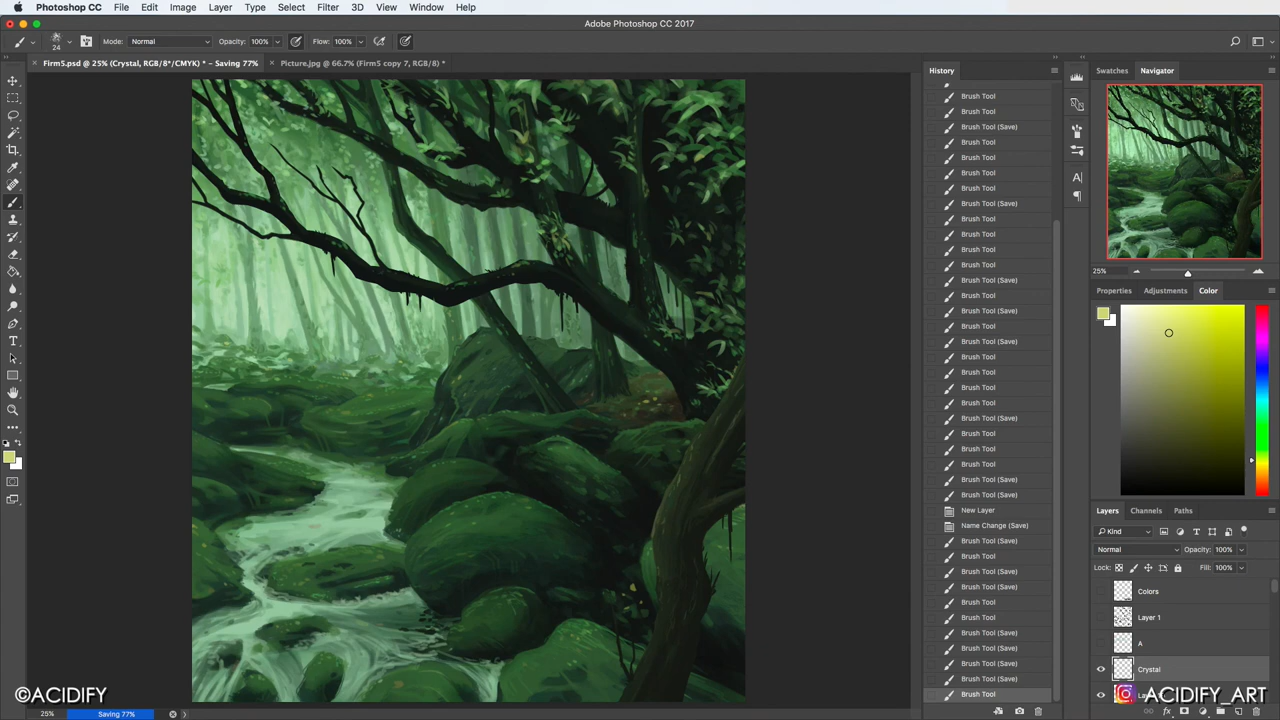 Photoshop CC File Edit Image Layer Type Select Filter 3D View Window Help
Adobe Photoshop CC 2017
24 Mode: Normal Opacity: 100% Flow: 100%
Firm5.psd @ 25% (Crystal, RGB/8*/CMYK) * – Saving 77% Picture.jpg @ 66.7% (Firm5 copy 7, RGB/8) *
History
Brush Tool
Brush Tool
Brush Tool (Save)
Brush Tool
Brush Tool
Brush Tool
Brush Tool
Brush Tool (Save)
Brush Tool
Brush Tool
Brush Tool
Brush Tool
Brush Tool (Save)
Brush Tool
Brush Tool (Save)
Brush Tool
Brush Tool (Save)
Brush Tool
Brush Tool
Brush Tool
Brush Tool
Brush Tool (Save)
Brush Tool
Brush Tool
Brush Tool
Brush Tool (Save)
Brush Tool (Save)
New Layer
Name Change (Save)
Brush Tool (Save)
Brush Tool
Brush Tool (Save)
Brush Tool (Save)
Brush Tool
Brush Tool
Brush Tool (Save)
Brush Tool (Save)
Brush Tool (Save)
Brush Tool (Save)
Brush Tool
Swatches Navigator
25%
Properties Adjustments Color
Layers Channels Paths
Kind
Normal Opacity: 100%
Lock: Fill: 100%
Colors
Layer 1
A
Crystal
©ACIDIFY
ACIDIFY_ART
25% Saving 77%